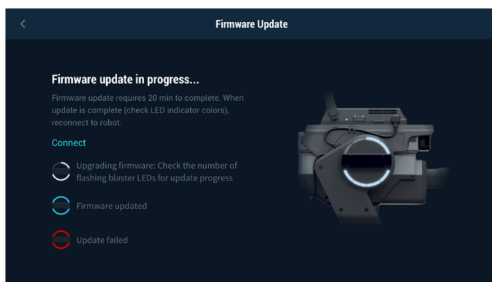 Firmware Update
Firmware update in progress...
Firmware update requires 20 min to complete. When
update is complete (check LED indicator colors),
reconnect to robot.
Connect
Upgrading firmware: Check the number of
flashing blaster LEDs for update progress
Firmware updated
Update failed